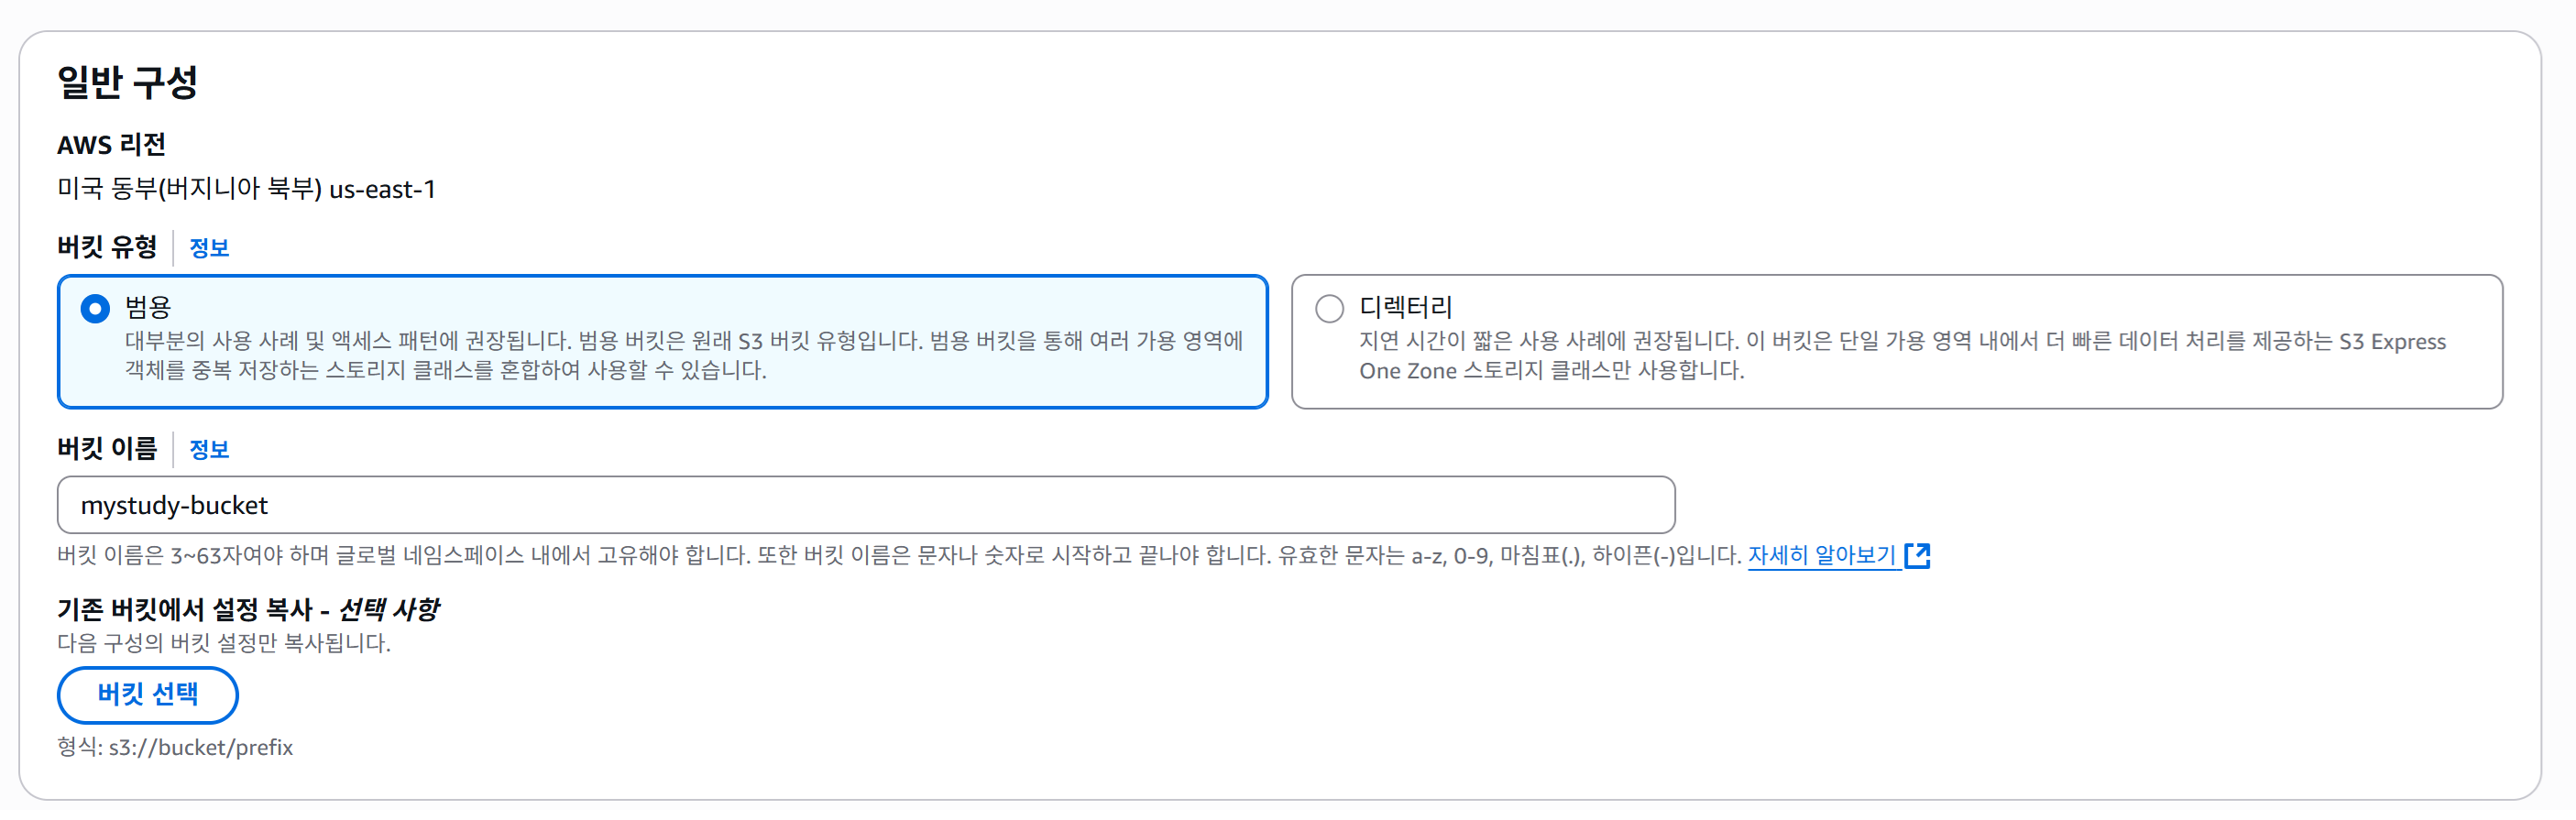 일반 구성
AWS 리전
미국 동부(버지니아 북부) us-east-1
버킷 유형 정보
범용
대부분의 사용 사례 및 액세스 패턴에 권장됩니다. 범용 버킷은 원래 S3 버킷 유형입니다. 범용 버킷을 통해 여러 가용 영역에
객체를 중복 저장하는 스토리지 클래스를 혼합하여 사용할 수 있습니다.
디렉터리
지연 시간이 짧은 사용 사례에 권장됩니다. 이 버킷은 단일 가용 영역 내에서 더 빠른 데이터 처리를 제공하는 S3 Express
One Zone 스토리지 클래스만 사용합니다.
버킷 이름 정보
mystudy-bucket
버킷 이름은 3~63자여야 하며 글로벌 네임스페이스 내에서 고유해야 합니다. 또한 버킷 이름은 문자나 숫자로 시작하고 끝나야 합니다. 유효한 문자는 a-z, 0-9, 마침표(.), 하이픈(-)입니다. 자세히 알아보기
기존 버킷에서 설정 복사 - 선택 사항
다음 구성의 버킷 설정만 복사됩니다.
버킷 선택
형식: s3://bucket/prefix